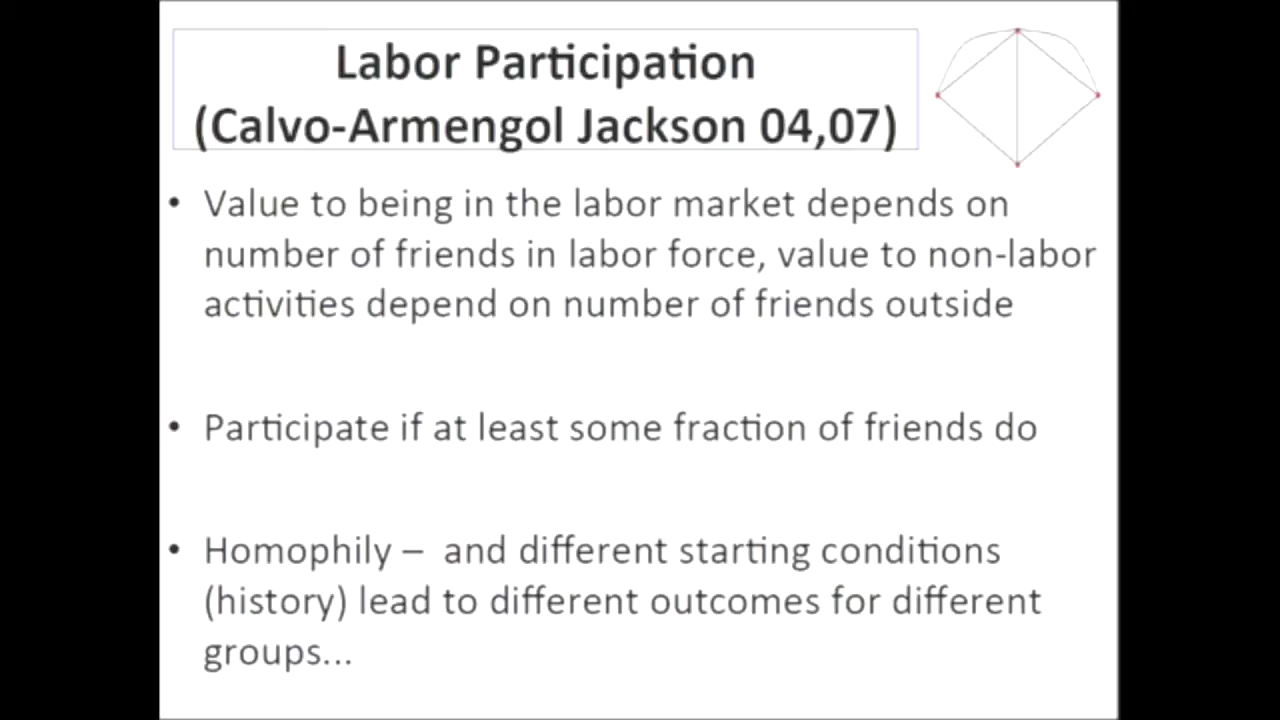 Labor Participation
(Calvo-Armengol Jackson 04,07)
• Value to being in the labor market depends on
number of friends in labor force, value to non-labor
activities depend on number of friends outside
• Participate if at least some fraction of friends do
• Homophily – and different starting conditions
(history) lead to different outcomes for different
groups...